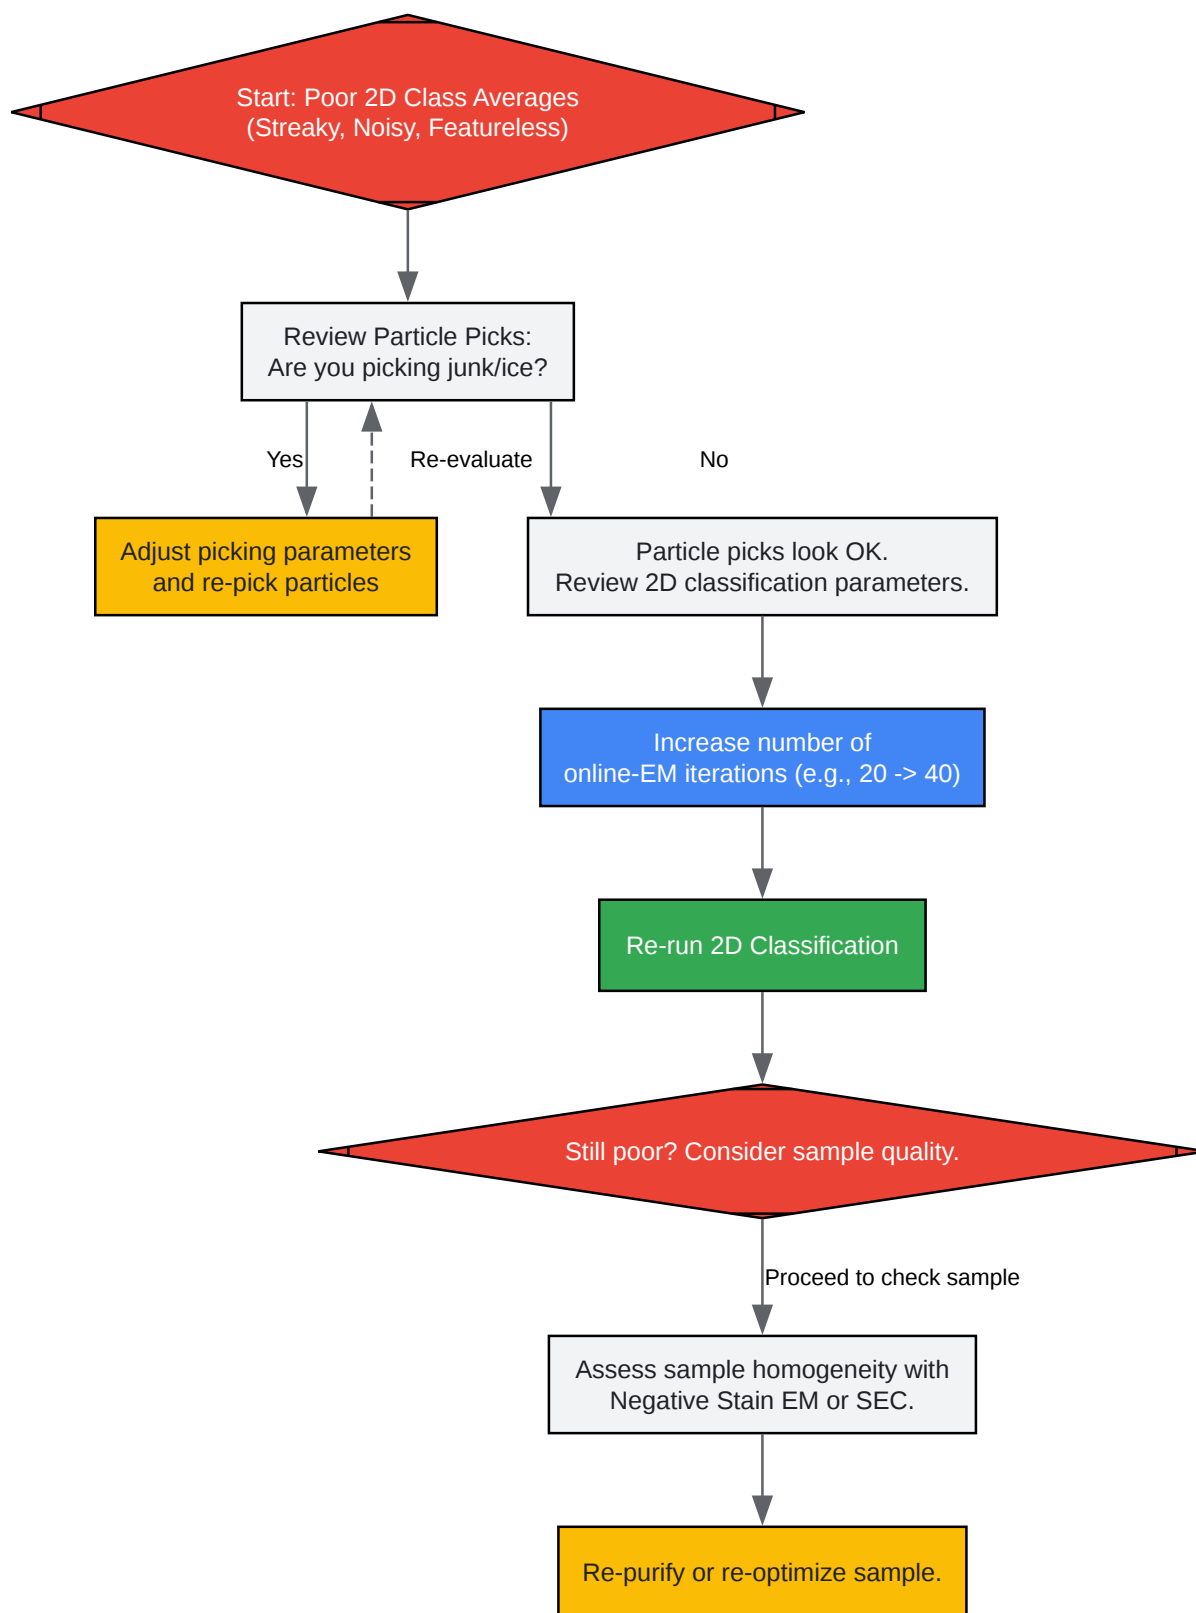 Start: Poor 2D Class Averages
(Streaky, Noisy, Featureless)
Review Particle Picks:
Are you picking junk/ice?
Yes
Re-evaluate
No
Adjust picking parameters
and re-pick particles
Particle picks look OK.
Review 2D classification parameters.
Increase number of
online-EM iterations (e.g., 20 -> 40)
Re-run 2D Classification
Still poor? Consider sample quality.
Proceed to check sample
Assess sample homogeneity with
Negative Stain EM or SEC.
Re-purify or re-optimize sample.